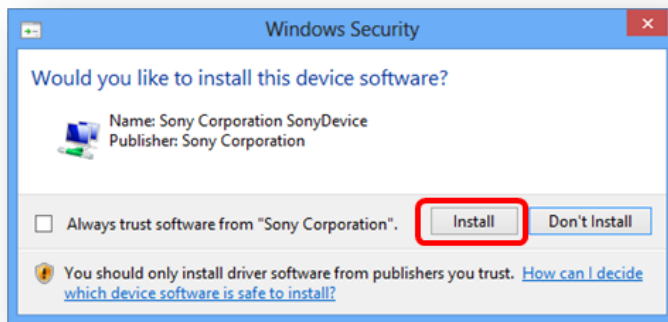 Windows Security
Would you like to install this device software?
Name: Sony Corporation SonyDevice
Publisher: Sony Corporation
Always trust software from "Sony Corporation".
Install
Don't Install
You should only install driver software from publishers you trust. How can I decide
which device software is safe to install?